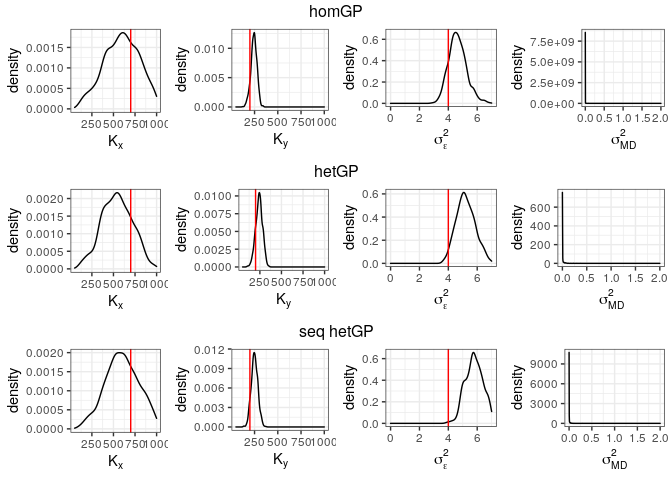 homGP
density
0.0015
0.0010
0.0005
0.0000
250 500 750 1000
Kx
density
0.010
0.005
0.000
250 500 750 1000
Ky
density
0.6
0.4
0.2
0.0
0 2 4 6
σ²ε
density
7.5e+09
5.0e+09
2.5e+09
0.0e+00
0.0 0.5 1.0 1.5 2.0
σ²MD
hetGP
density
0.0020
0.0015
0.0010
0.0005
0.0000
250 500 750 1000
Kx
density
0.0100
0.0075
0.0050
0.0025
0.0000
250 500 750 1000
Ky
density
0.6
0.4
0.2
0.0
0 2 4 6
σ²ε
density
600
400
200
0
0.0 0.5 1.0 1.5 2.0
σ²MD
seq hetGP
density
0.0020
0.0015
0.0010
0.0005
0.0000
250 500 750 1000
Kx
density
0.012
0.009
0.006
0.003
0.000
250 500 750 1000
Ky
density
0.6
0.4
0.2
0.0
0 2 4 6
σ²ε
density
9000
6000
3000
0
0.0 0.5 1.0 1.5 2.0
σ²MD